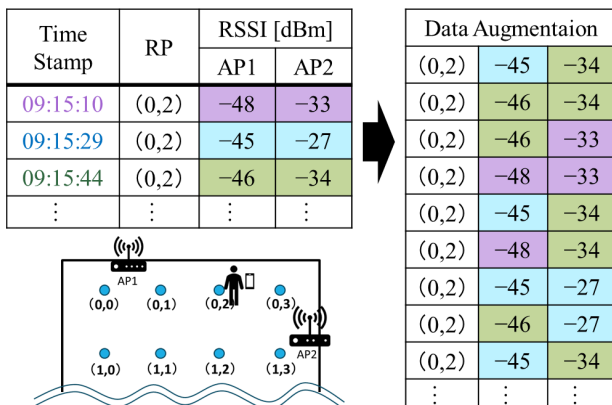 Time Stamp RP RSSI [dBm]
AP1 AP2
09:15:10 (0,2) −48 −33
09:15:29 (0,2) −45 −27
09:15:44 (0,2) −46 −34
⋮ ⋮ ⋮ ⋮
AP1
(0,0) (0,1) (0,2) (0,3)
AP2
(1,0) (1,1) (1,2) (1,3)
Data Augmentaion
(0,2) −45 −34
(0,2) −46 −34
(0,2) −46 −33
(0,2) −48 −33
(0,2) −45 −34
(0,2) −48 −34
(0,2) −45 −27
(0,2) −46 −27
(0,2) −45 −34
⋮ ⋮ ⋮